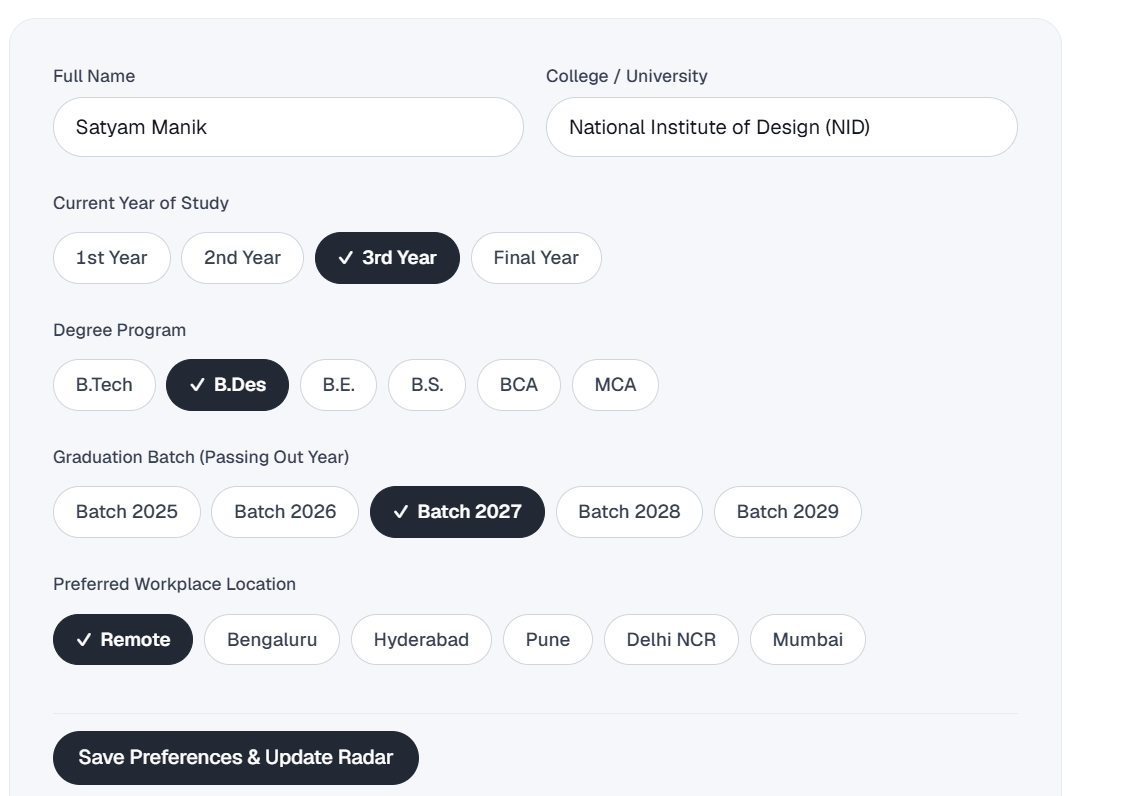 Full Name
College / University
Satyam Manik
National Institute of Design (NID)
Current Year of Study
1st Year 2nd Year ✓ 3rd Year Final Year
Degree Program
B.Tech ✓ B.Des B.E. B.S. BCA MCA
Graduation Batch (Passing Out Year)
Batch 2025 Batch 2026 ✓ Batch 2027 Batch 2028 Batch 2029
Preferred Workplace Location
✓ Remote Bengaluru Hyderabad Pune Delhi NCR Mumbai
Save Preferences & Update Radar